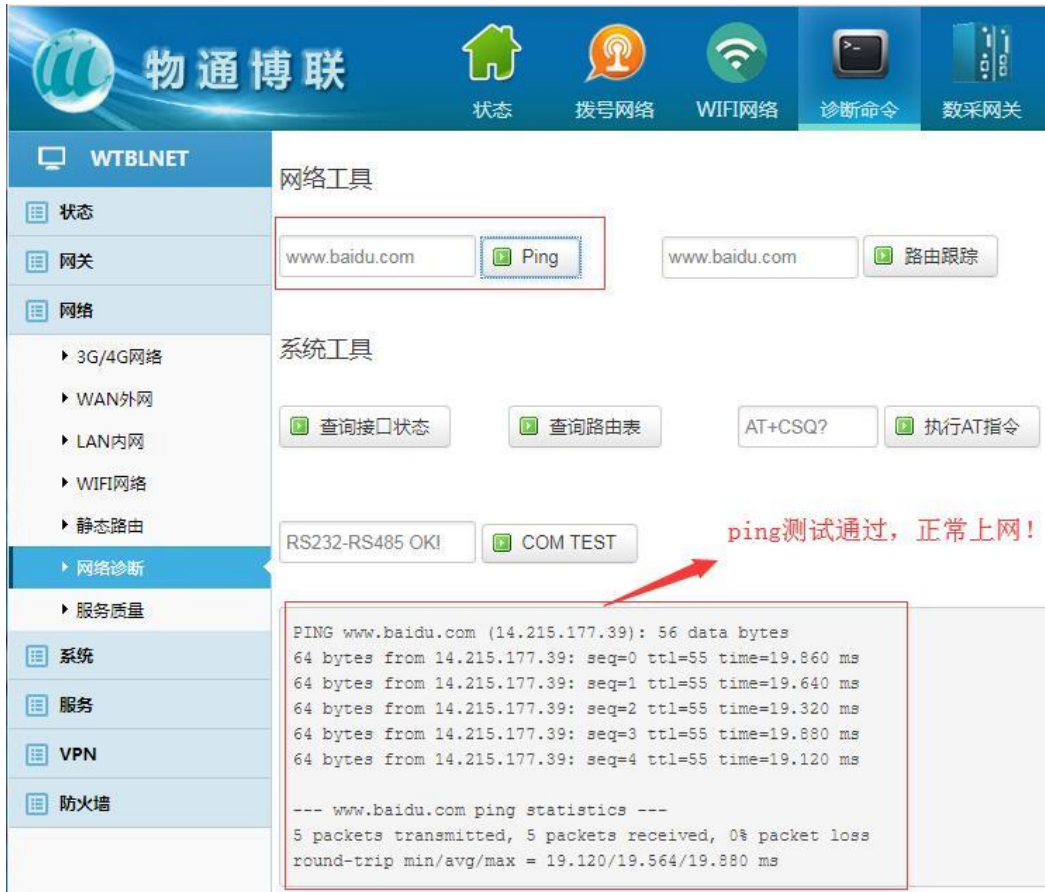 物通博联
状态
拨号网络
WIFI网络
诊断命令
数采网关
WTBLNET
状态
网关
网络
3G/4G网络
WAN外网
LAN内网
WIFI网络
静态路由
网络诊断
服务质量
系统
服务
VPN
防火墙
网络工具
www.baidu.com Ping www.baidu.com 路由跟踪
系统工具
查询接口状态 查询路由表 AT+CSQ? 执行AT指令
RS232-RS485 OK! COM TEST
ping测试通过，正常上网！
PING www.baidu.com (14.215.177.39): 56 data bytes
64 bytes from 14.215.177.39: seq=0 ttl=55 time=19.860 ms
64 bytes from 14.215.177.39: seq=1 ttl=55 time=19.640 ms
64 bytes from 14.215.177.39: seq=2 ttl=55 time=19.320 ms
64 bytes from 14.215.177.39: seq=3 ttl=55 time=19.880 ms
64 bytes from 14.215.177.39: seq=4 ttl=55 time=19.120 ms
--- www.baidu.com ping statistics ---
5 packets transmitted, 5 packets received, 0% packet loss
round-trip min/avg/max = 19.120/19.564/19.880 ms